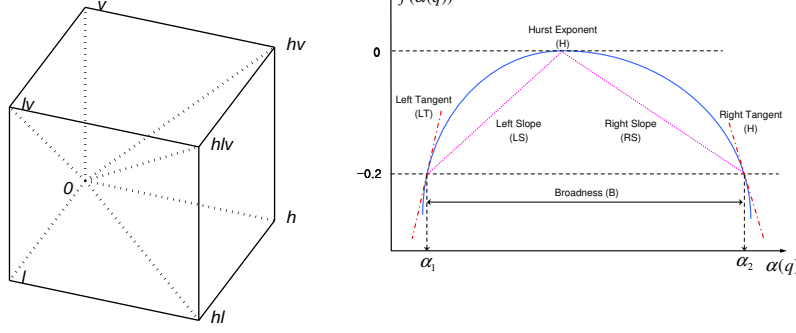 v
hv
lv
hlv
0
h
l
hl
f(α(q))
Hurst Exponent
(H)
0
Left Tangent
(LT)
Right Tangent
(H)
Left Slope
(LS)
Right Slope
(RS)
−0.2
Broadness (B)
α1
α2
α(q)